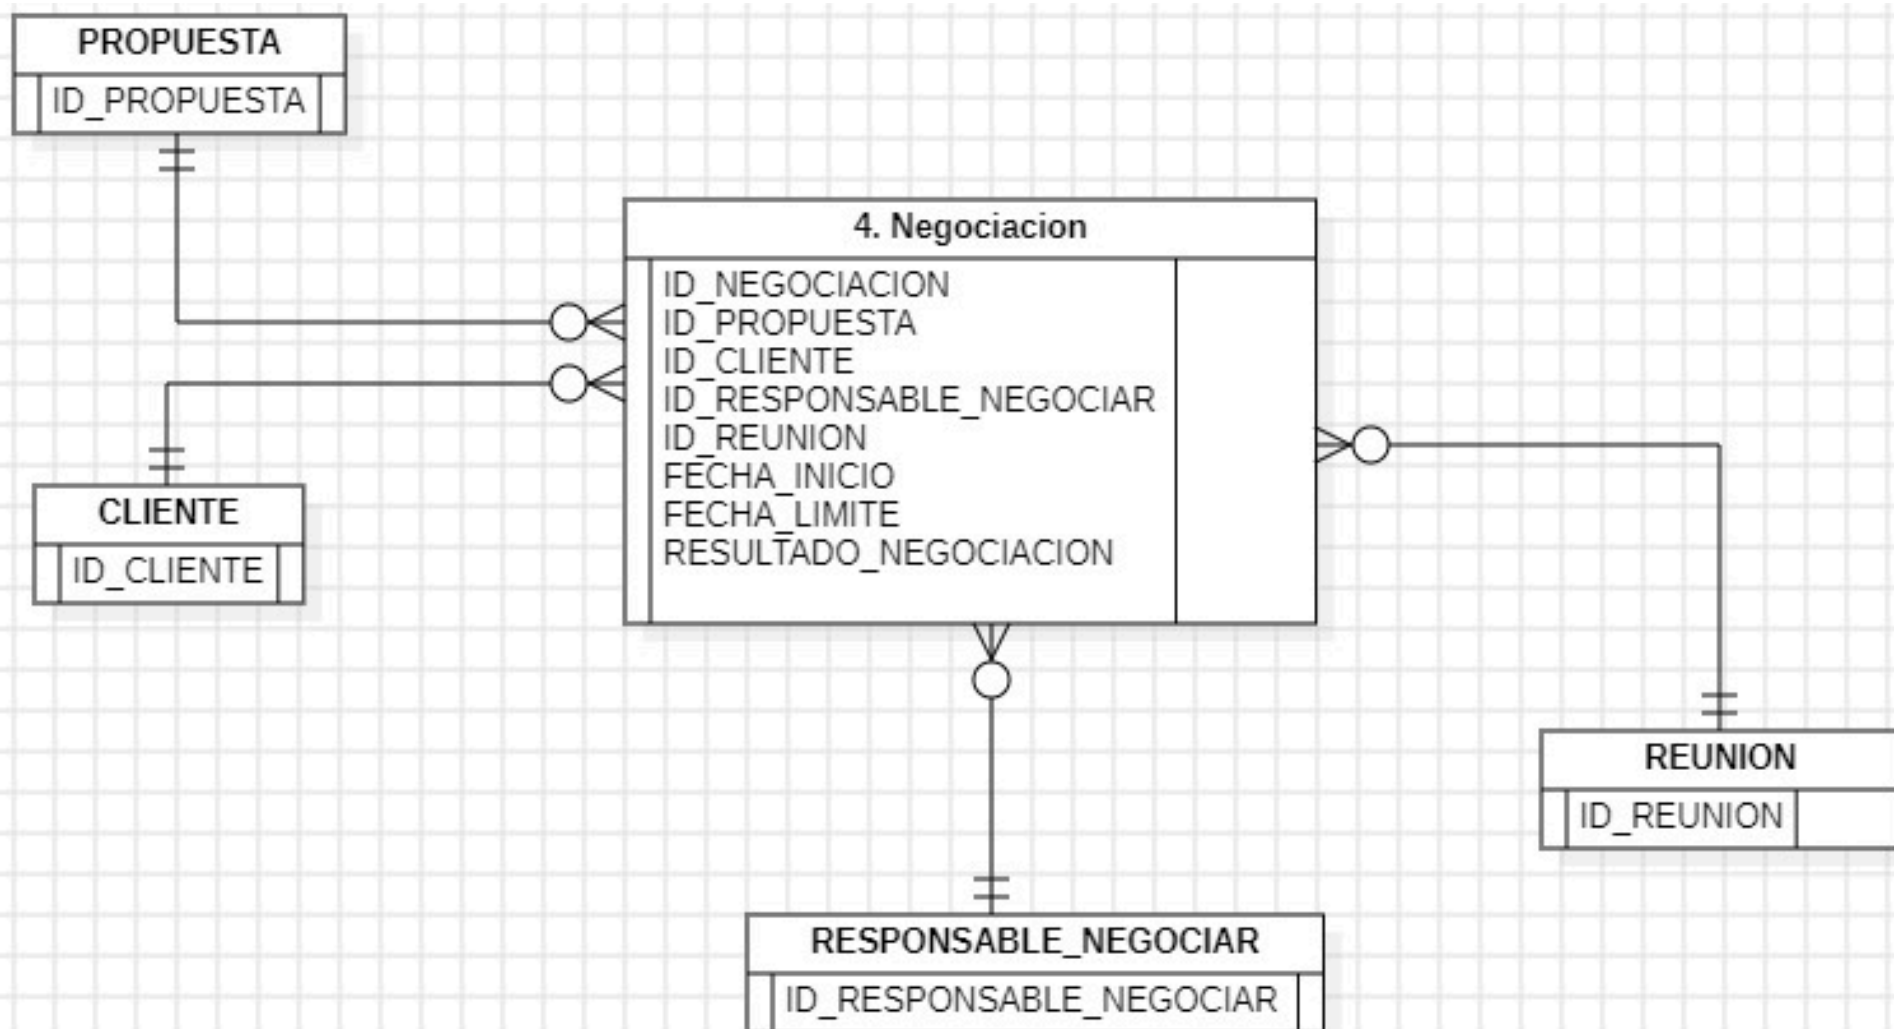 PROPUESTA
ID_PROPUESTA
4. Negociacion
ID_NEGOCIACION
ID_PROPUESTA
ID_CLIENTE
ID_RESPONSABLE_NEGOCIAR
ID_REUNION
FECHA_INICIO
FECHA_LIMITE
RESULTADO_NEGOCIACION
CLIENTE
ID_CLIENTE
REUNION
ID_REUNION
RESPONSABLE_NEGOCIAR
ID_RESPONSABLE_NEGOCIAR